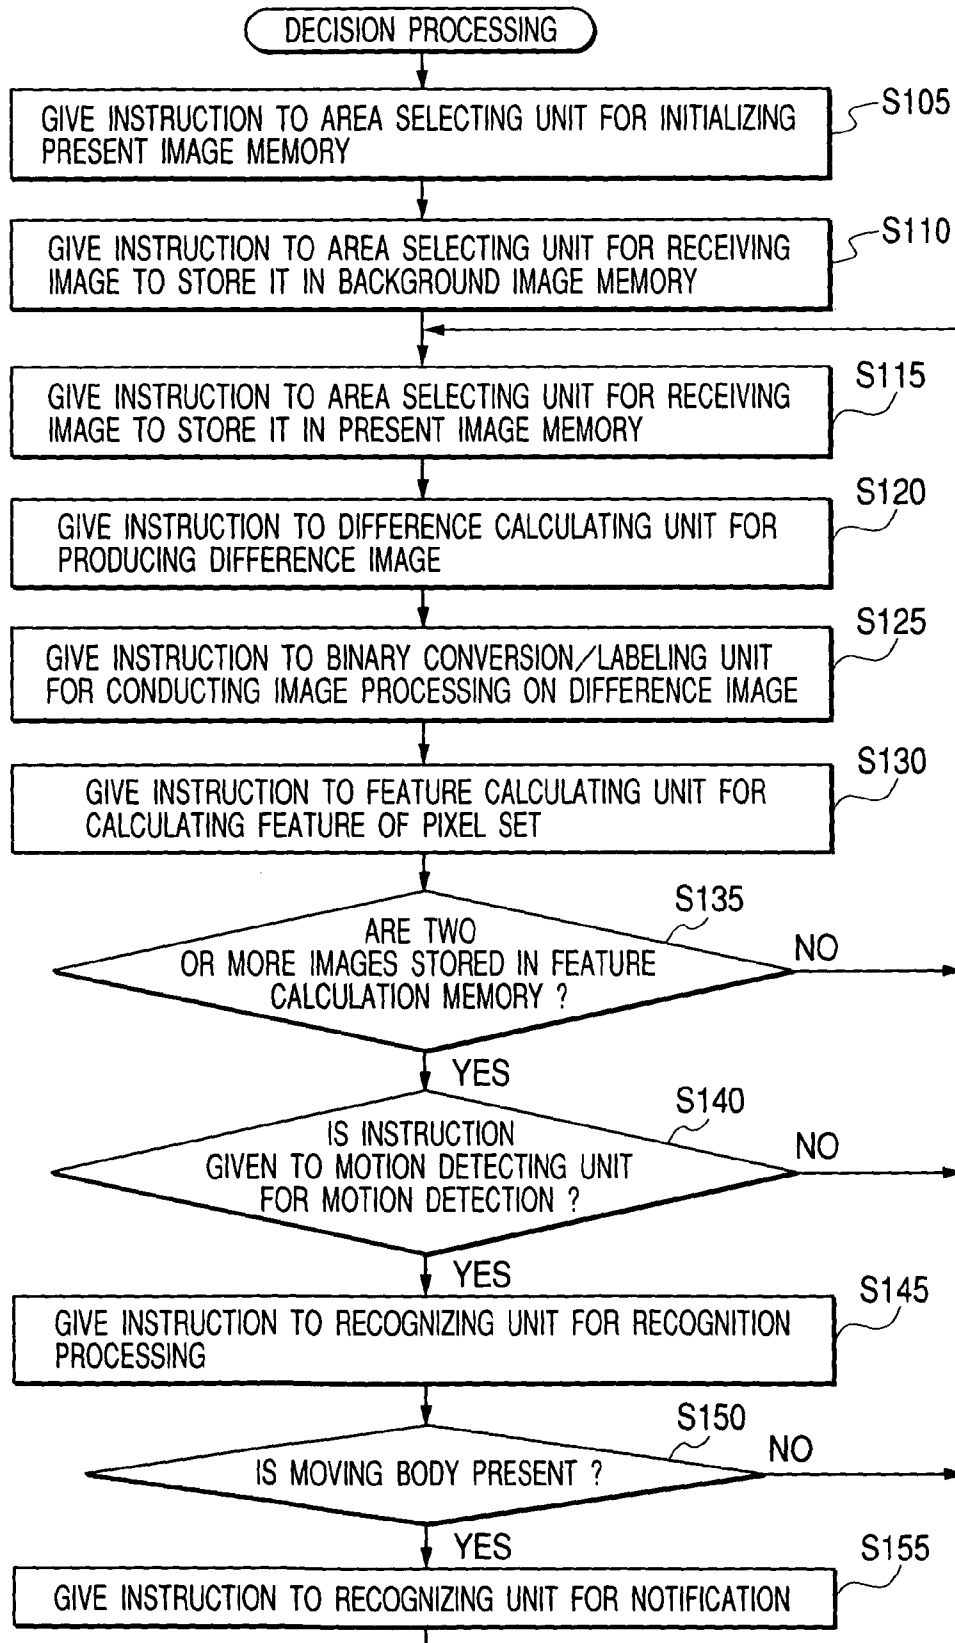 DECISION PROCESSING
GIVE INSTRUCTION TO AREA SELECTING UNIT FOR INITIALIZING
PRESENT IMAGE MEMORY
S105
GIVE INSTRUCTION TO AREA SELECTING UNIT FOR RECEIVING
IMAGE TO STORE IT IN BACKGROUND IMAGE MEMORY
S110
GIVE INSTRUCTION TO AREA SELECTING UNIT FOR RECEIVING
IMAGE TO STORE IT IN PRESENT IMAGE MEMORY
S115
GIVE INSTRUCTION TO DIFFERENCE CALCULATING UNIT FOR
PRODUCING DIFFERENCE IMAGE
S120
GIVE INSTRUCTION TO BINARY CONVERSION/LABELING UNIT
FOR CONDUCTING IMAGE PROCESSING ON DIFFERENCE IMAGE
S125
GIVE INSTRUCTION TO FEATURE CALCULATING UNIT FOR
CALCULATING FEATURE OF PIXEL SET
S130
ARE TWO
OR MORE IMAGES STORED IN FEATURE
CALCULATION MEMORY ?
S135
NO
YES
IS INSTRUCTION
GIVEN TO MOTION DETECTING UNIT
FOR MOTION DETECTION ?
S140
NO
YES
GIVE INSTRUCTION TO RECOGNIZING UNIT FOR RECOGNITION
PROCESSING
S145
IS MOVING BODY PRESENT ?
S150
NO
YES
GIVE INSTRUCTION TO RECOGNIZING UNIT FOR NOTIFICATION
S155